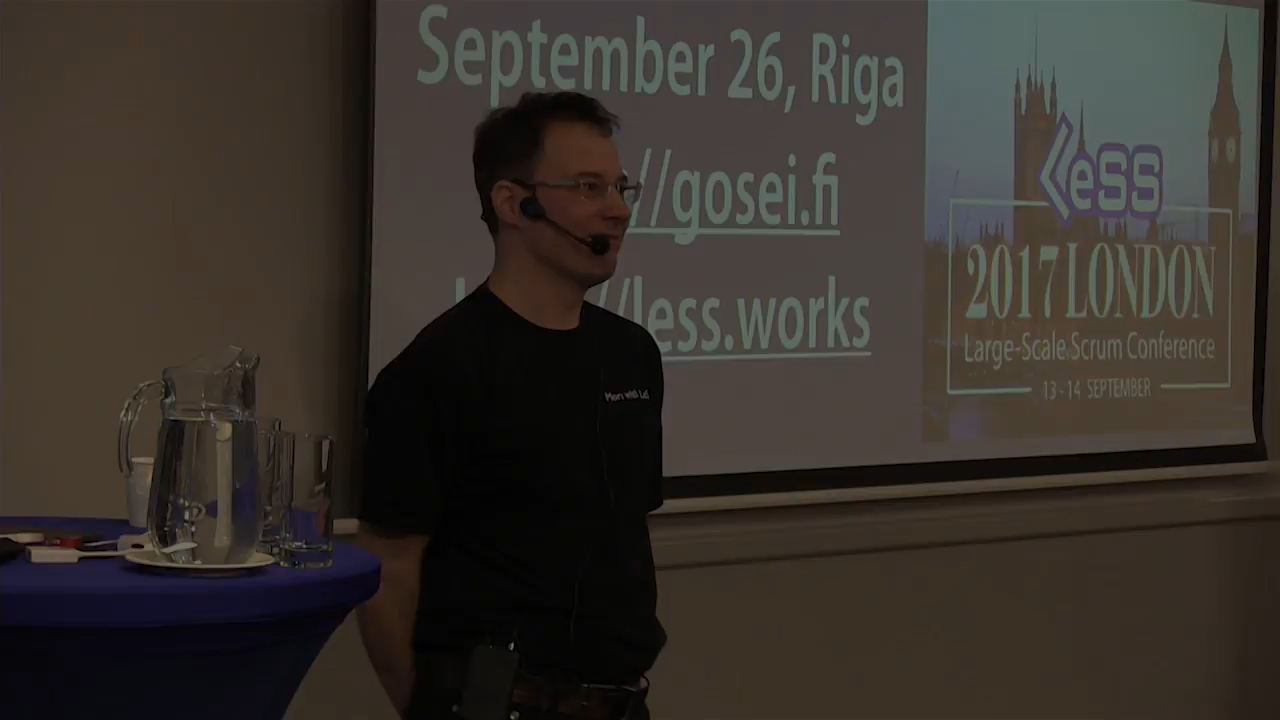 September 26, Riga
//gosei.fi
//less.works
LeSS
2017 LONDON
Large-Scale Scrum Conference
13 - 14 SEPTEMBER